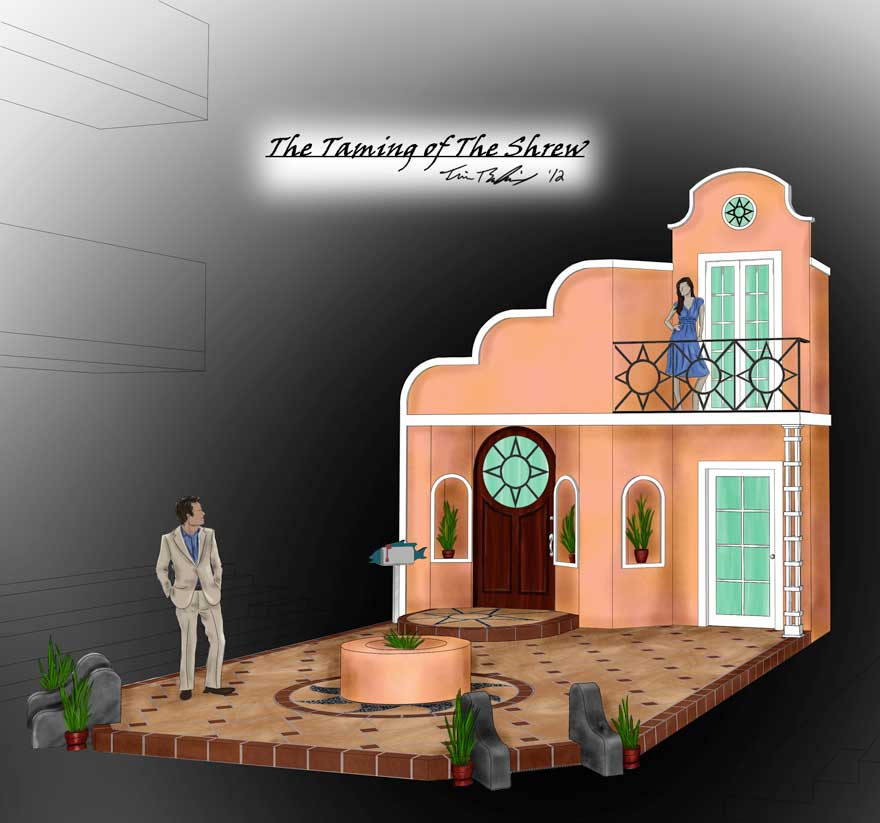 The Taming of The Shrew
'12